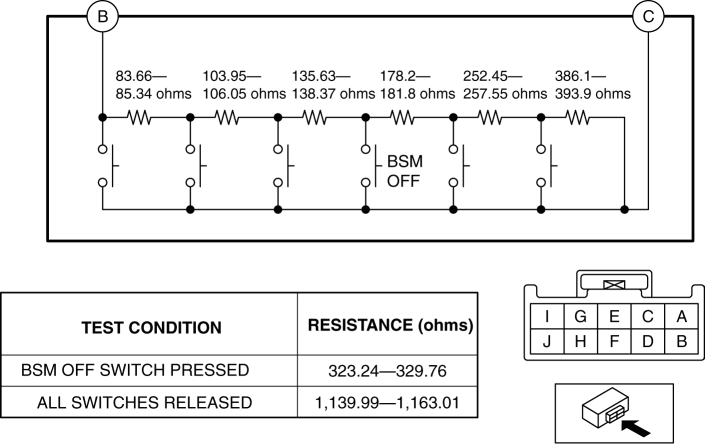 B C
83.66— 103.95— 135.63— 178.2— 252.45— 386.1—
85.34 ohms 106.05 ohms 138.37 ohms 181.8 ohms 257.55 ohms 393.9 ohms
BSM
OFF
TEST CONDITION RESISTANCE (ohms)
BSM OFF SWITCH PRESSED 323.24—329.76
ALL SWITCHES RELEASED 1,139.99—1,163.01
I G E C A
J H F D B